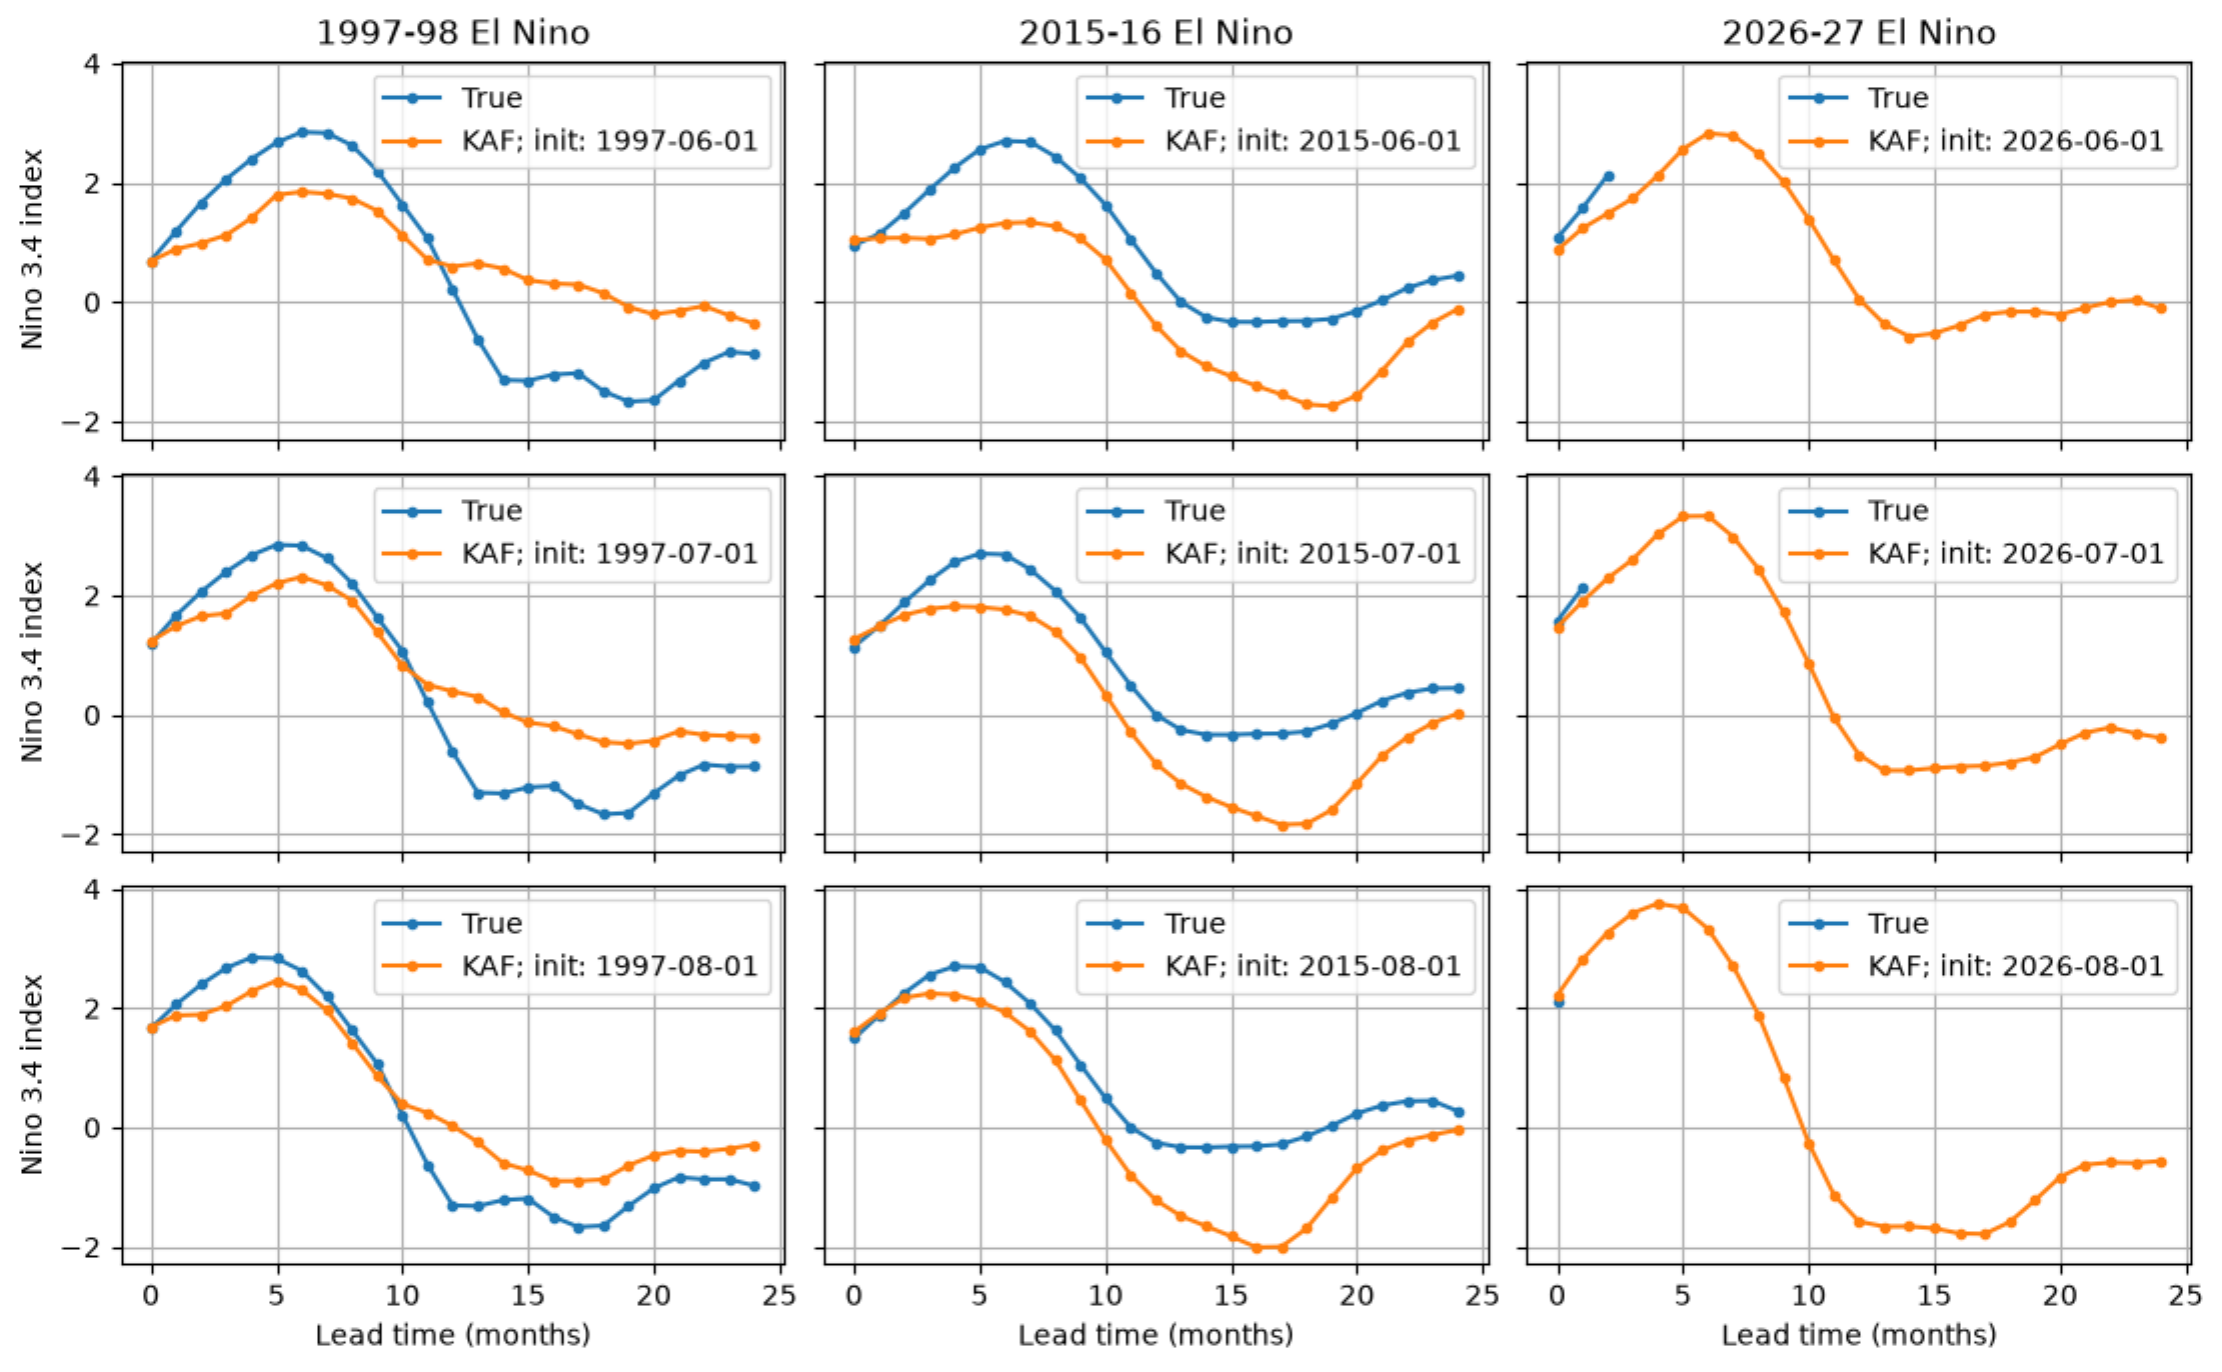 1997-98 El Nino
2015-16 El Nino
2026-27 El Nino
Nino 3.4 index
4
2
0
−2
True
KAF; init: 1997-06-01
True
KAF; init: 2015-06-01
True
KAF; init: 2026-06-01
Nino 3.4 index
4
2
0
−2
True
KAF; init: 1997-07-01
True
KAF; init: 2015-07-01
True
KAF; init: 2026-07-01
Nino 3.4 index
4
2
0
−2
True
KAF; init: 1997-08-01
True
KAF; init: 2015-08-01
True
KAF; init: 2026-08-01
0 5 10 15 20 25
0 5 10 15 20 25
0 5 10 15 20 25
Lead time (months)
Lead time (months)
Lead time (months)